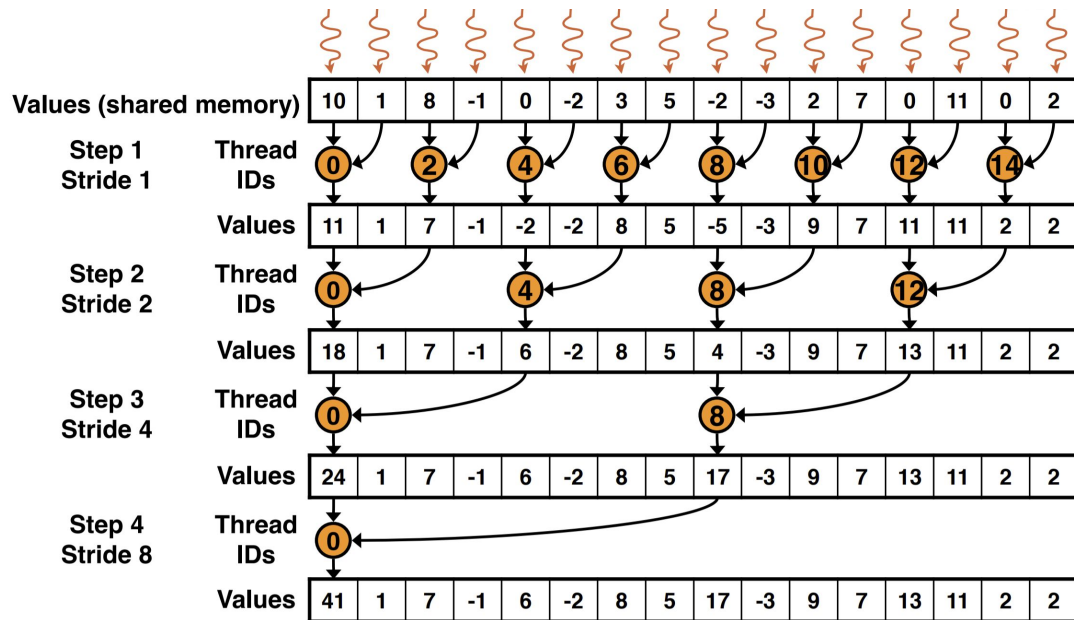 Values (shared memory) 10 1 8 -1 0 -2 3 5 -2 -3 2 7 0 11 0 2
Step 1 Stride 1 Thread IDs 0 2 4 6 8 10 12 14
Values 11 1 7 -1 -2 -2 8 5 -5 -3 9 7 11 11 2 2
Step 2 Stride 2 Thread IDs 0 4 8 12
Values 18 1 7 -1 6 -2 8 5 4 -3 9 7 13 11 2 2
Step 3 Stride 4 Thread IDs 0 8
Values 24 1 7 -1 6 -2 8 5 17 -3 9 7 13 11 2 2
Step 4 Stride 8 Thread IDs 0
Values 41 1 7 -1 6 -2 8 5 17 -3 9 7 13 11 2 2